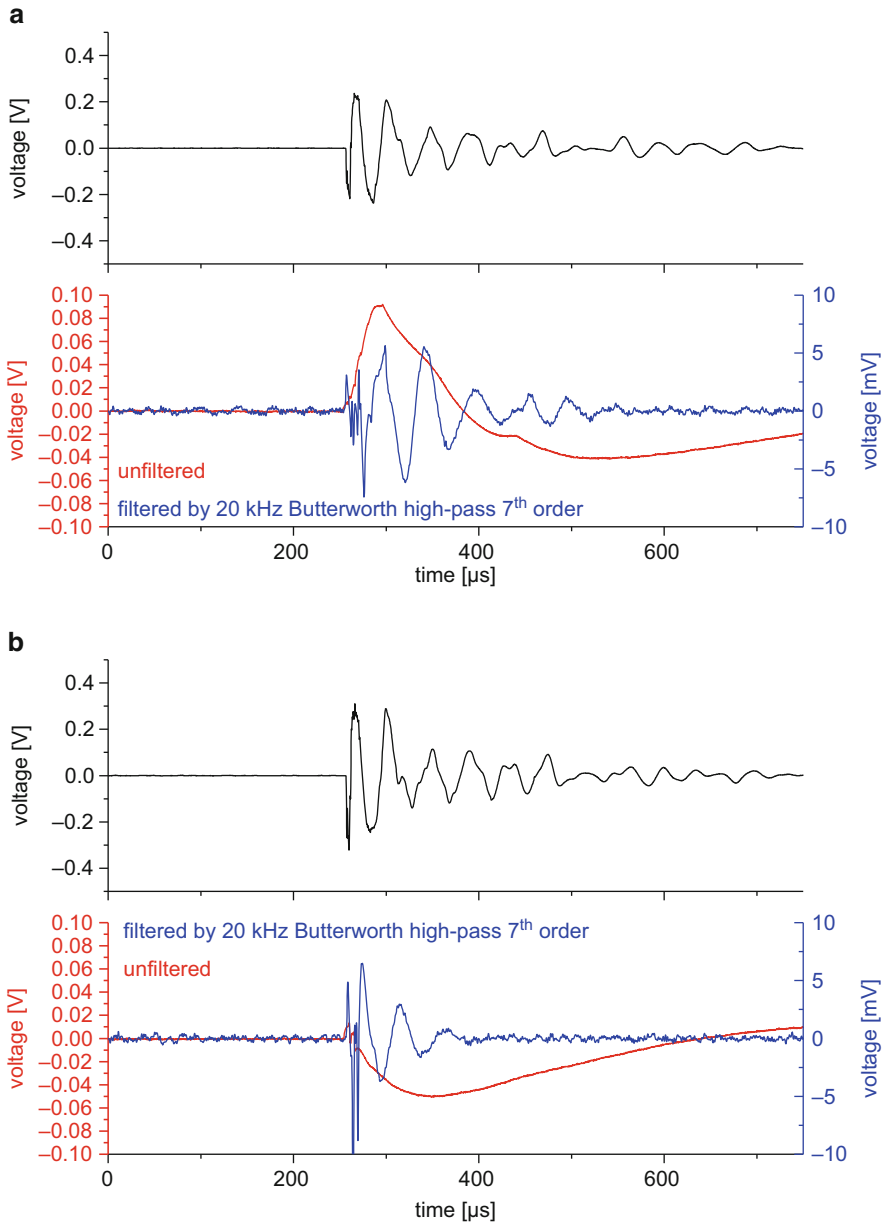 a
voltage [V]
0.4
0.2
0.0
–0.2
–0.4
voltage [V]
0.10
0.08
0.06
0.04
0.02
0.00
–0.02
–0.04
–0.06
–0.08
–0.10
unfiltered
filtered by 20 kHz Butterworth high-pass 7th order
10
5
0
–5
–10
voltage [mV]
0 200 400 600
time [µs]
b
voltage [V]
0.4
0.2
0.0
–0.2
–0.4
voltage [V]
0.10
0.08
0.06
0.04
0.02
0.00
–0.02
–0.04
–0.06
–0.08
–0.10
filtered by 20 kHz Butterworth high-pass 7th order
unfiltered
10
5
0
–5
–10
voltage [mV]
0 200 400 600
time [µs]